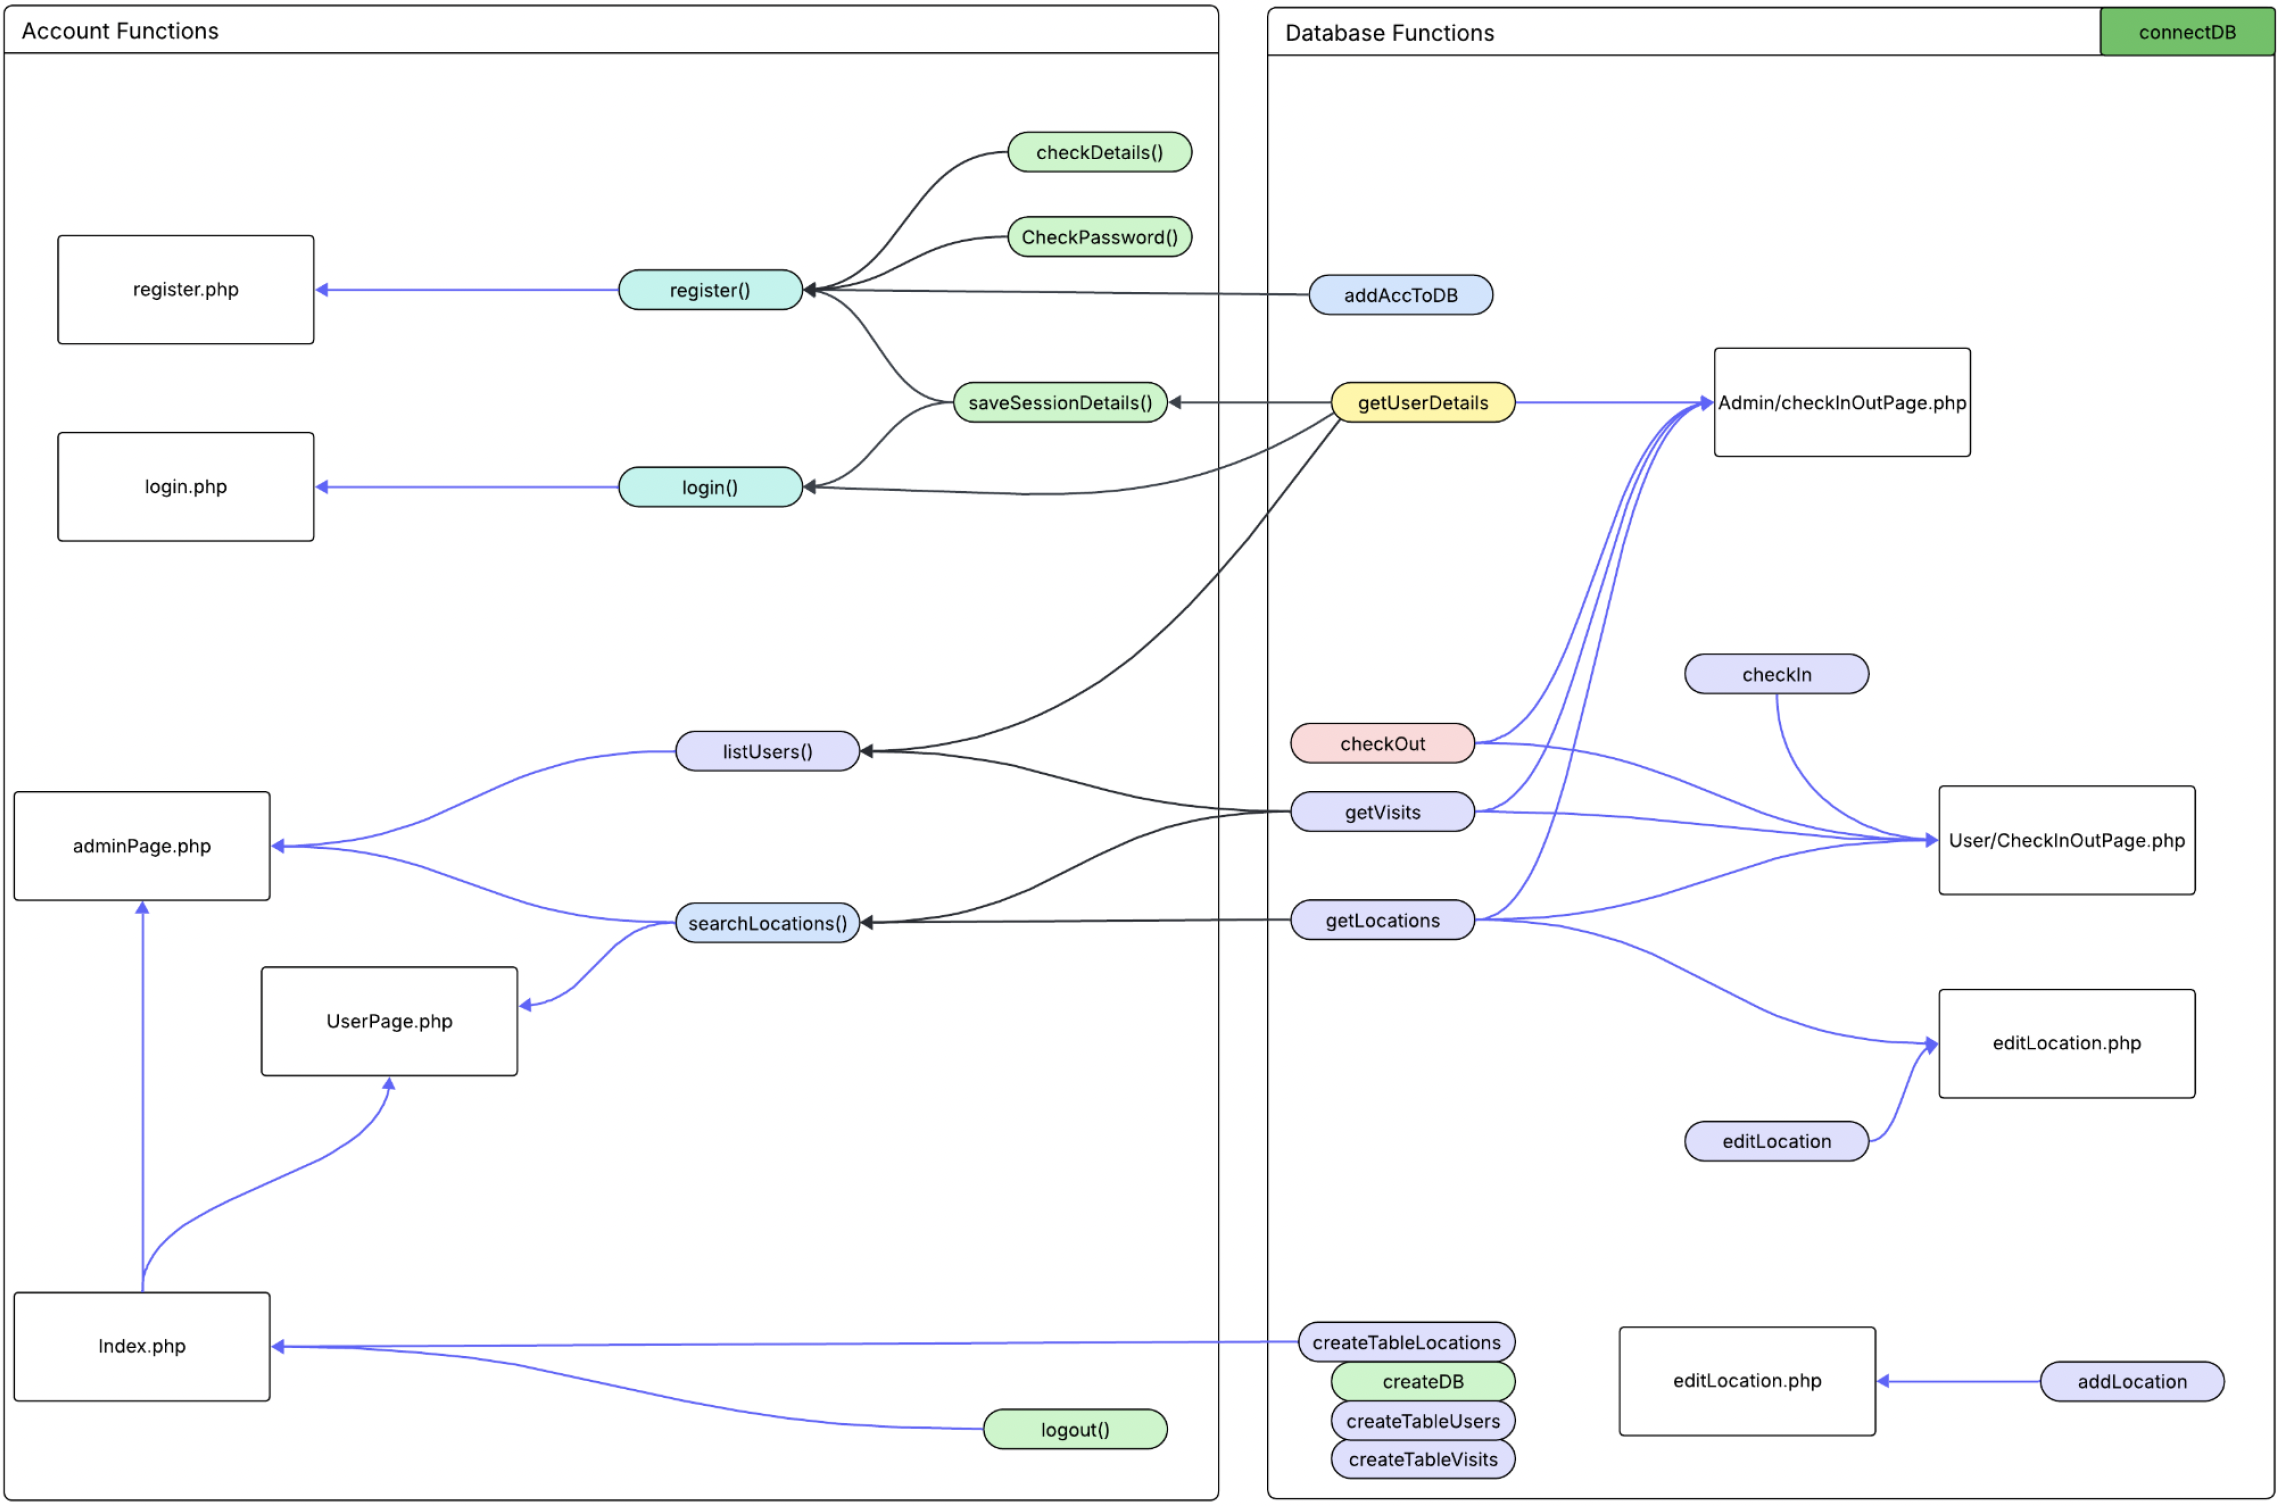 Account Functions
checkDetails()
CheckPassword()
register.php
register()
saveSessionDetails()
login.php
login()
listUsers()
adminPage.php
searchLocations()
UserPage.php
Index.php
logout()
Database Functions
connectDB
addAccToDB
getUserDetails
Admin/checkInOutPage.php
checkIn
checkOut
getVisits
User/CheckInOutPage.php
getLocations
editLocation.php
editLocation
createTableLocations
createDB
createTableUsers
createTableVisits
editLocation.php
addLocation